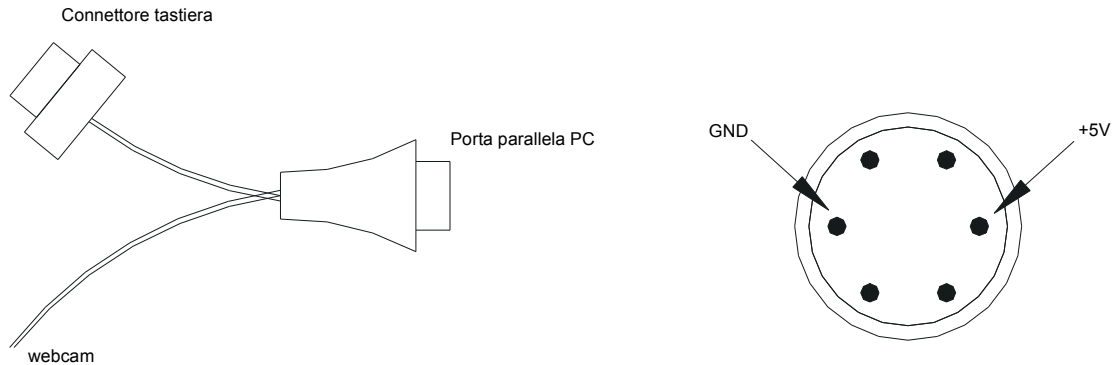 Connettore tastiera
Porta parallela PC
webcam
GND
+5V